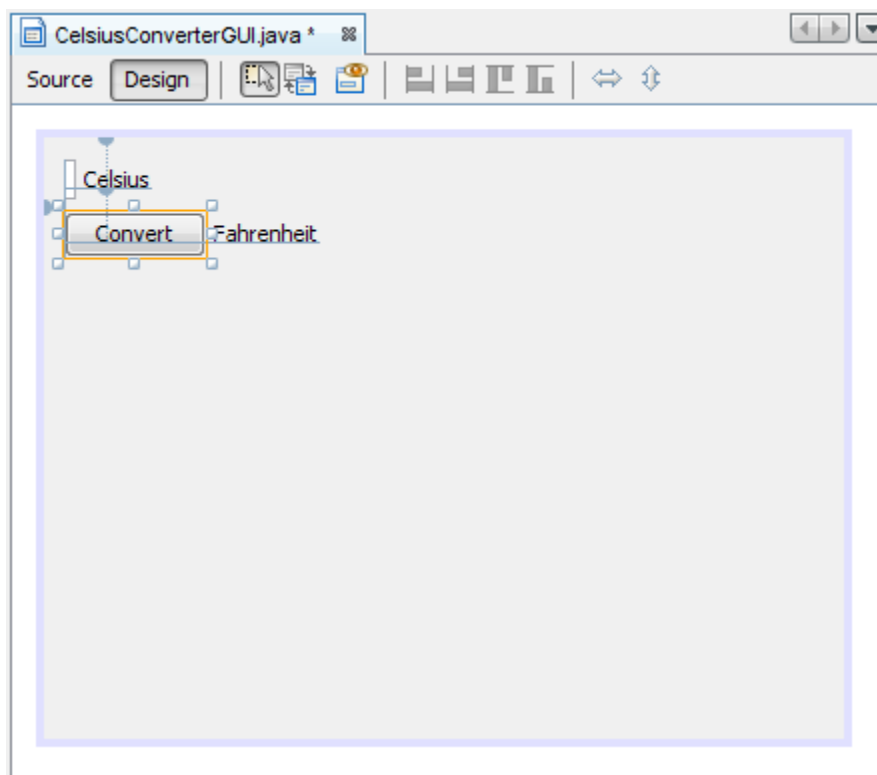 CelsiusConverterGUI.java *
Source Design
Celsius
Convert Fahrenheit